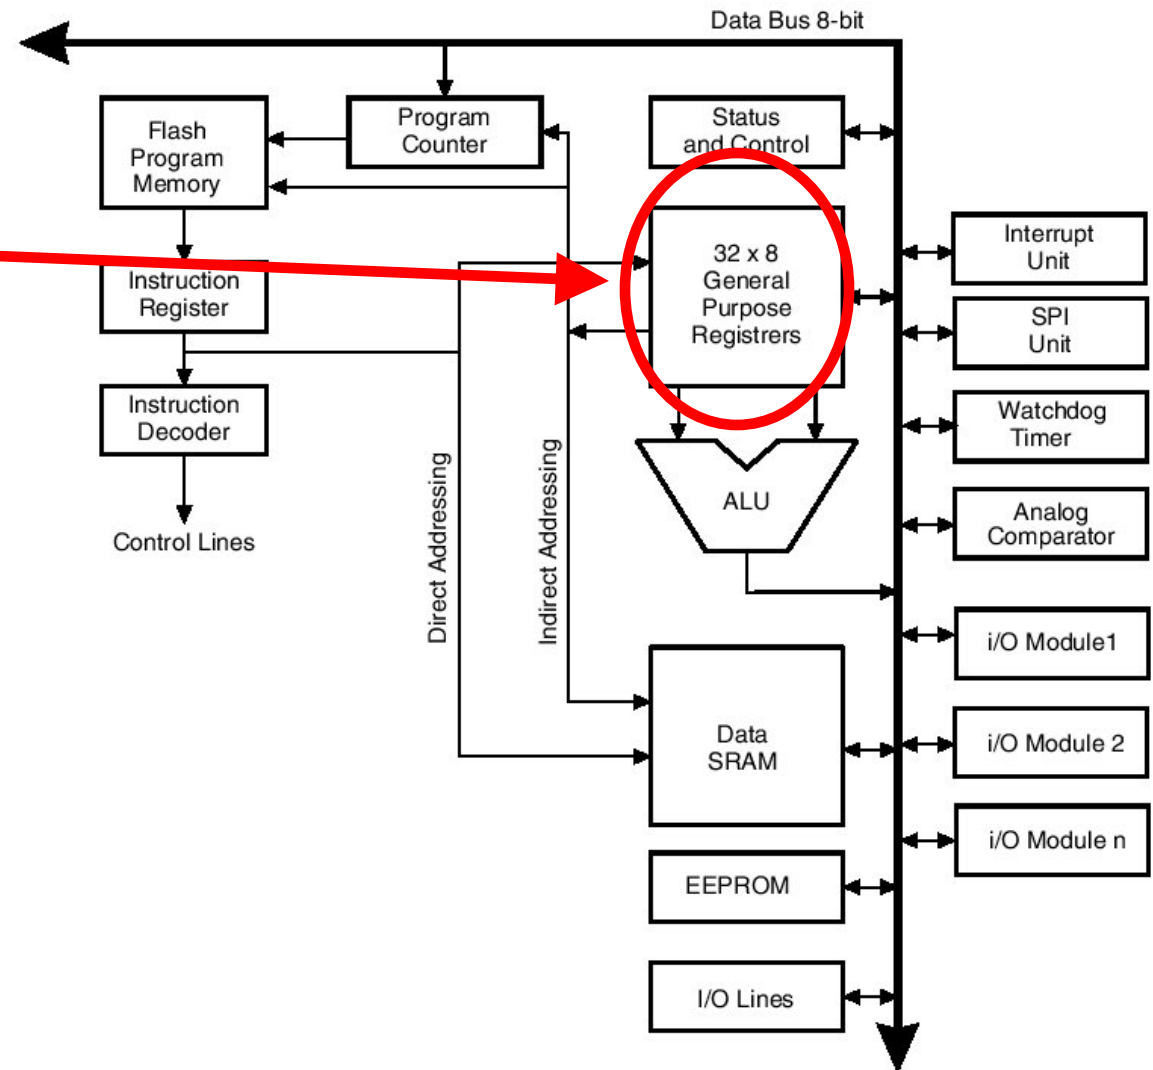 Data Bus 8-bit
Flash
Program
Memory
Program
Counter
Status
and Control
32 x 8
General
Purpose
Registrers
Interrupt
Unit
Instruction
Register
SPI
Unit
Instruction
Decoder
Watchdog
Timer
Control Lines
Direct Addressing
Indirect Addressing
ALU
Analog
Comparator
i/O Module1
Data
SRAM
i/O Module 2
i/O Module n
EEPROM
I/O Lines